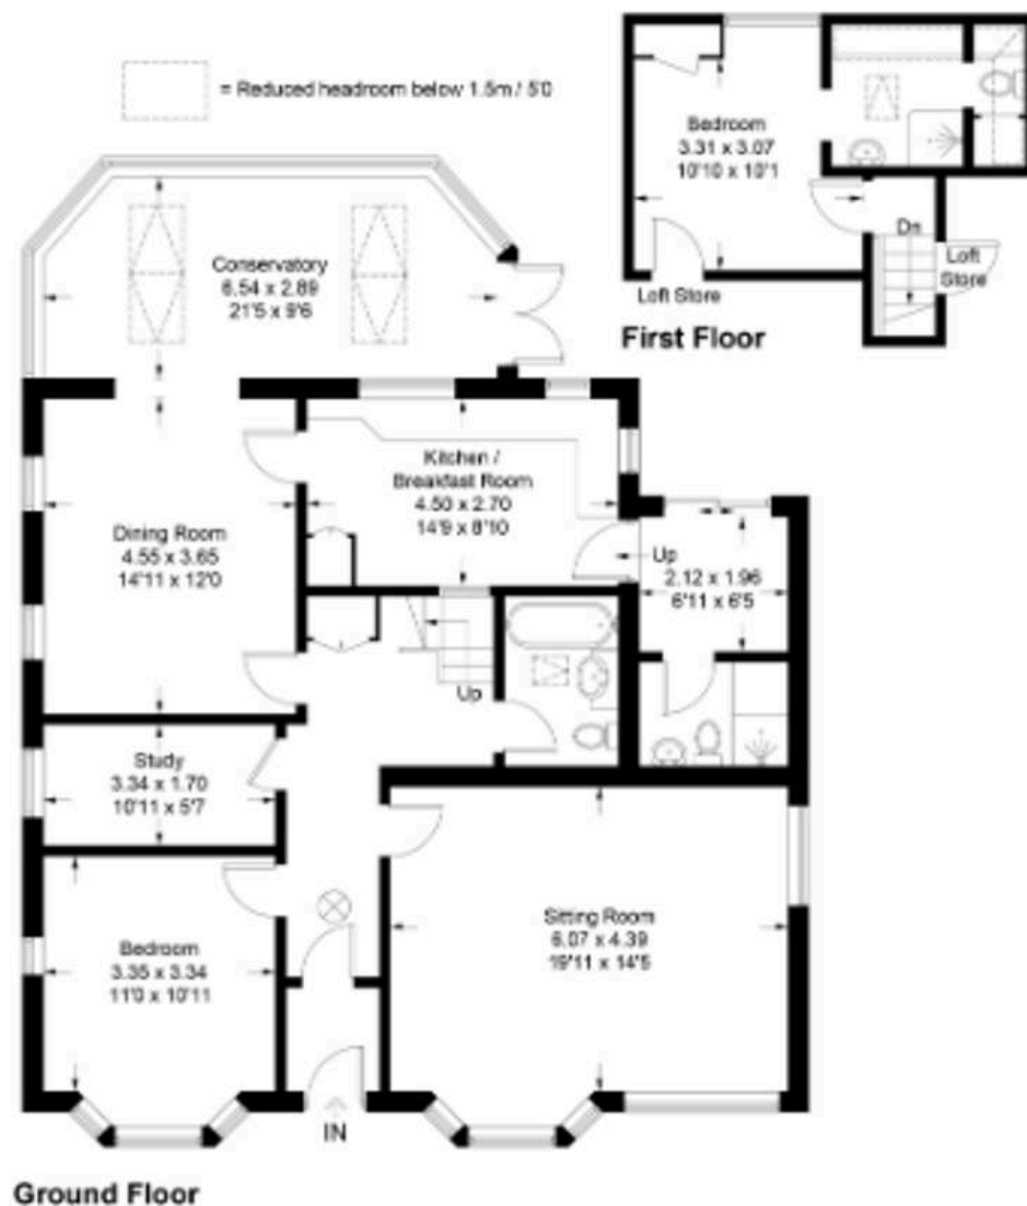 = Reduced headroom below 1.5m / 5'0
Bedroom
3.31 x 3.07
10'10 x 10'1
Dn
Loft
Store
Loft Store
First Floor
Conservatory
6.54 x 2.89
21'5 x 9'6
Kitchen /
Breakfast Room
4.50 x 2.70
14'9 x 8'10
Dining Room
4.55 x 3.65
14'11 x 12'0
Up
2.12 x 1.96
6'11 x 6'5
Up
Study
3.34 x 1.70
10'11 x 5'7
Sitting Room
6.07 x 4.39
19'11 x 14'5
Bedroom
3.35 x 3.34
11'0 x 10'11
IN
Ground Floor